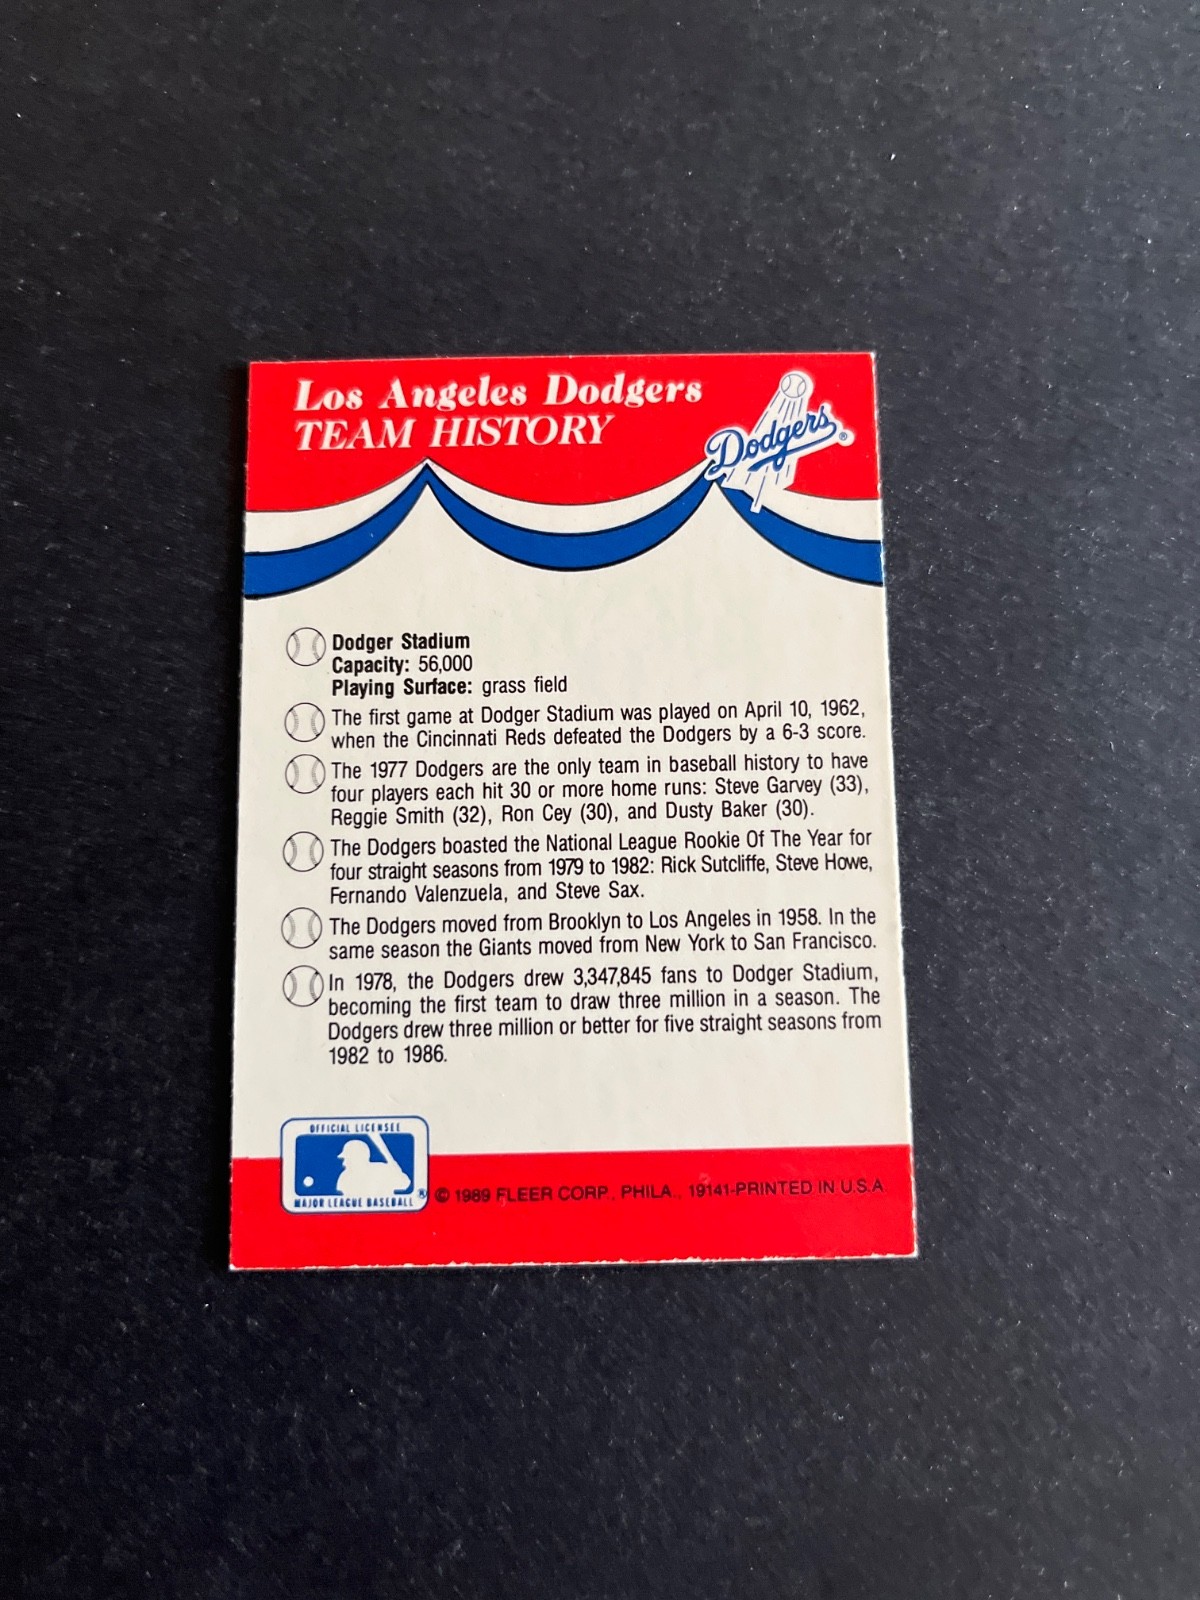 Los Angeles Dodgers
TEAM HISTORY
Dodgers®
Dodger Stadium
Capacity: 56,000
Playing Surface: grass field
The first game at Dodger Stadium was played on April 10, 1962,
when the Cincinnati Reds defeated the Dodgers by a 6-3 score.
The 1977 Dodgers are the only team in baseball history to have
four players each hit 30 or more home runs: Steve Garvey (33),
Reggie Smith (32), Ron Cey (30), and Dusty Baker (30).
The Dodgers boasted the National League Rookie Of The Year for
four straight seasons from 1979 to 1982: Rick Sutcliffe, Steve Howe,
Fernando Valenzuela, and Steve Sax.
The Dodgers moved from Brooklyn to Los Angeles in 1958. In the
same season the Giants moved from New York to San Francisco.
In 1978, the Dodgers drew 3,347,845 fans to Dodger Stadium,
becoming the first team to draw three million in a season. The
Dodgers drew three million or better for five straight seasons from
1982 to 1986.
OFFICIAL LICENSEE
MAJOR LEAGUE BASEBALL ®
© 1989 FLEER CORP., PHILA., 19141-PRINTED IN U.S.A